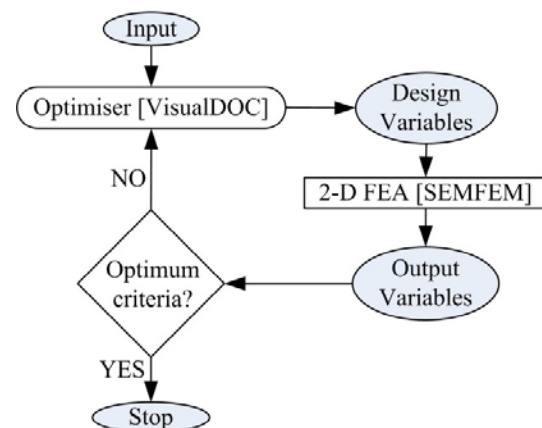 Input
Optimiser [VisualDOC]
Design
Variables
NO
2-D FEA [SEMFEM]
Optimum
criteria?
Output
Variables
YES
Stop